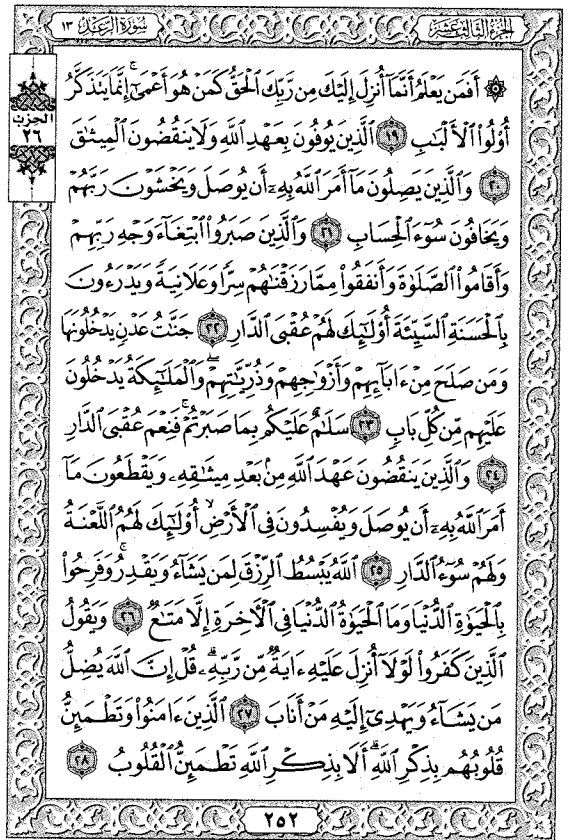 الجزء الثالث عشر
سورة الرعد ١٣
الحزب
٢٦
۞ أَفَمَن يَعْلَمُ أَنَّمَآ أُنزِلَ إِلَيْكَ مِن رَّبِّكَ ٱلْحَقُّ كَمَنْ هُوَ أَعْمَىٰٓ ۚ إِنَّمَا يَتَذَكَّرُ
أُو۟لُوا۟ ٱلْأَلْبَـٰبِ ١٩ ٱلَّذِينَ يُوفُونَ بِعَهْدِ ٱللَّهِ وَلَا يَنقُضُونَ ٱلْمِيثَـٰقَ
٢٠ وَٱلَّذِينَ يَصِلُونَ مَآ أَمَرَ ٱللَّهُ بِهِۦٓ أَن يُوصَلَ وَيَخْشَوْنَ رَبَّهُمْ
وَيَخَافُونَ سُوٓءَ ٱلْحِسَابِ ٢١ وَٱلَّذِينَ صَبَرُوا۟ ٱبْتِغَآءَ وَجْهِ رَبِّهِمْ
وَأَقَامُوا۟ ٱلصَّلَوٰةَ وَأَنفَقُوا۟ مِمَّا رَزَقْنَـٰهُمْ سِرًّا وَعَلَانِيَةً وَيَدْرَءُونَ
بِٱلْحَسَنَةِ ٱلسَّيِّئَةَ أُو۟لَـٰٓئِكَ لَهُمْ عُقْبَى ٱلدَّارِ ٢٢ جَنَّـٰتُ عَدْنٍ يَدْخُلُونَهَا
وَمَن صَلَحَ مِنْ ءَابَآئِهِمْ وَأَزْوَٰجِهِمْ وَذُرِّيَّـٰتِهِمْ ۖ وَٱلْمَلَـٰٓئِكَةُ يَدْخُلُونَ
عَلَيْهِم مِّن كُلِّ بَابٍ ٢٣ سَلَـٰمٌ عَلَيْكُم بِمَا صَبَرْتُمْ ۚ فَنِعْمَ عُقْبَى ٱلدَّارِ
٢٤ وَٱلَّذِينَ يَنقُضُونَ عَهْدَ ٱللَّهِ مِنۢ بَعْدِ مِيثَـٰقِهِۦ وَيَقْطَعُونَ مَآ
أَمَرَ ٱللَّهُ بِهِۦٓ أَن يُوصَلَ وَيُفْسِدُونَ فِى ٱلْأَرْضِ ۙ أُو۟لَـٰٓئِكَ لَهُمُ ٱللَّعْنَةُ
وَلَهُمْ سُوٓءُ ٱلدَّارِ ٢٥ ٱللَّهُ يَبْسُطُ ٱلرِّزْقَ لِمَن يَشَآءُ وَيَقْدِرُ ۚ وَفَرِحُوا۟
بِٱلْحَيَوٰةِ ٱلدُّنْيَا وَمَا ٱلْحَيَوٰةُ ٱلدُّنْيَا فِى ٱلْـَٔاخِرَةِ إِلَّا مَتَـٰعٌ ٢٦ وَيَقُولُ
ٱلَّذِينَ كَفَرُوا۟ لَوْلَآ أُنزِلَ عَلَيْهِ ءَايَةٌ مِّن رَّبِّهِۦ ۗ قُلْ إِنَّ ٱللَّهَ يُضِلُّ
مَن يَشَآءُ وَيَهْدِىٓ إِلَيْهِ مَنْ أَنَابَ ٢٧ ٱلَّذِينَ ءَامَنُوا۟ وَتَطْمَئِنُّ
قُلُوبُهُم بِذِكْرِ ٱللَّهِ ۗ أَلَا بِذِكْرِ ٱللَّهِ تَطْمَئِنُّ ٱلْقُلُوبُ ٢٨
٢٥٢